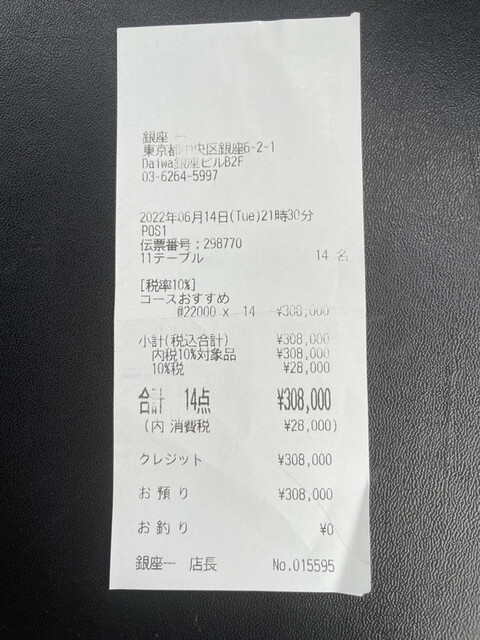 銀座 一
東京都中央区銀座6-2-1
Daiwa銀座ビルB2F
03-6264-5997
2022年06月14日(Tue)21時30分
POS1
伝票番号:298770
11テーブル 14 名
[税率10%]
コースおすすめ
@22000 x 14 ¥308,000
小計(税込合計) ¥308,000
内税10%対象品 ¥308,000
10%税 ¥28,000
合計 14点 ¥308,000
(内 消費税 ¥28,000)
クレジット ¥308,000
お預り ¥308,000
お釣り ¥0
銀座一 店長 No.015595